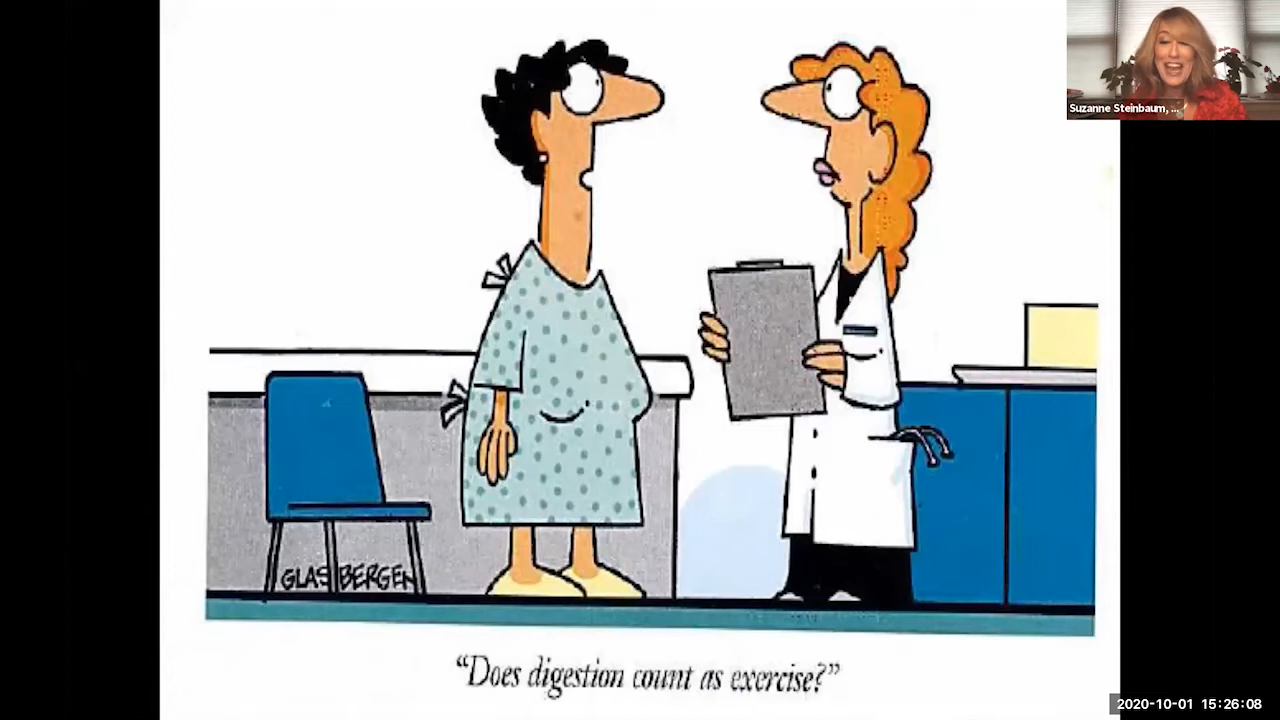 Suzanne Steinbaum, ...
GLASBERGEN
“Does digestion count as exercise?”
2020-10-01 15:26:08